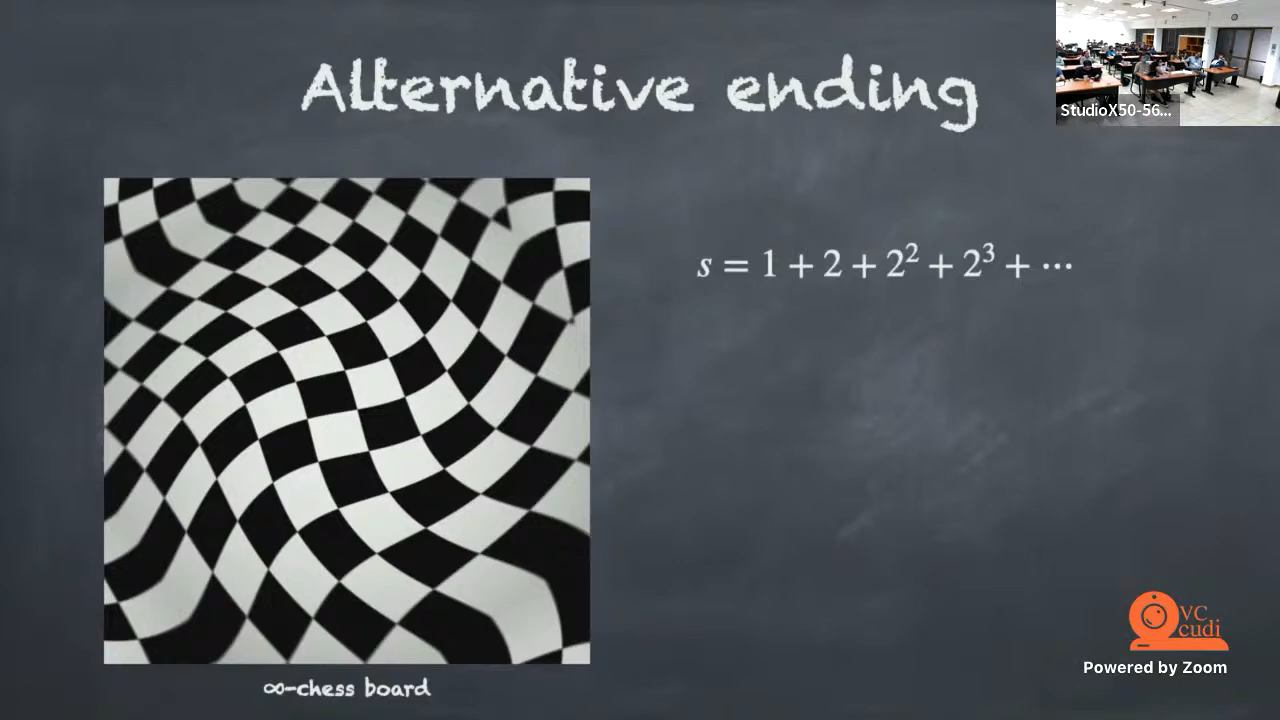 Alternative ending
StudioX50-56...
s = 1 + 2 + 2² + 2³ + ⋯
∞-chess board
VC
cudi
Powered by Zoom